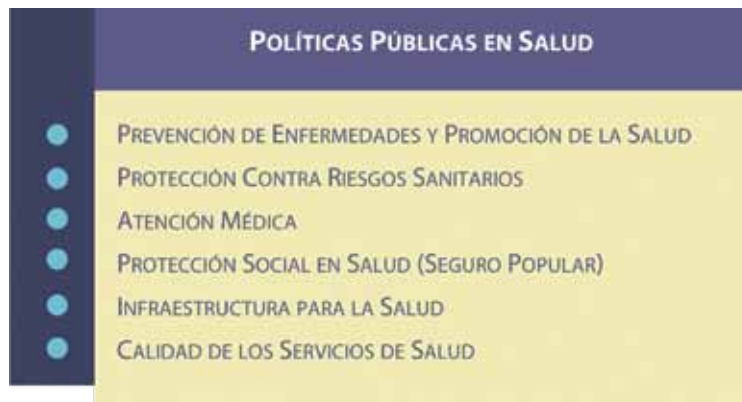 Políticas Públicas en Salud
Prevención de Enfermedades y Promoción de la Salud
Protección Contra Riesgos Sanitarios
Atención Médica
Protección Social en Salud (Seguro Popular)
Infraestructura para la Salud
Calidad de los Servicios de Salud